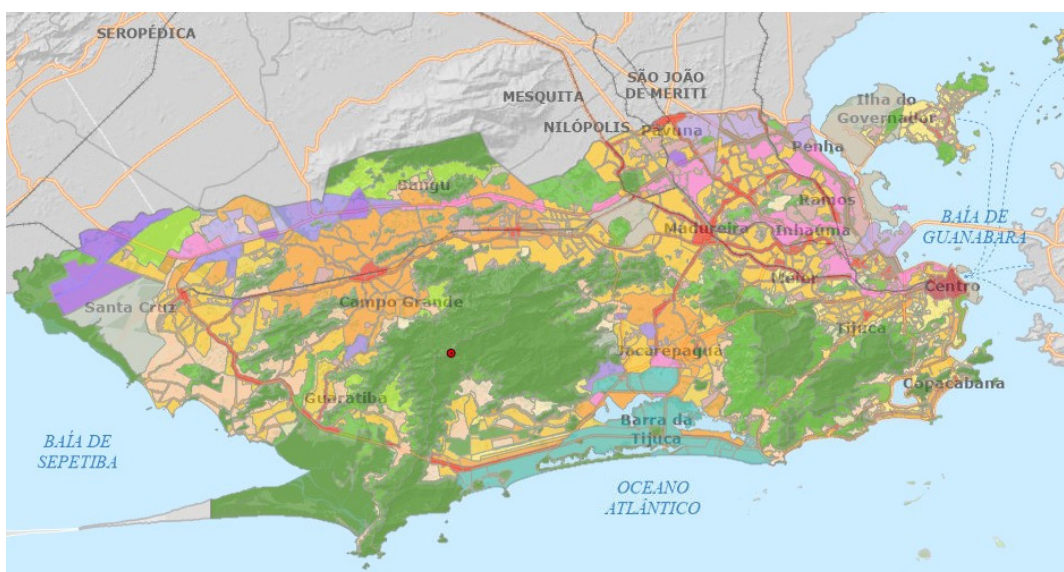 SEROPÉDICA
SÃO JOÃO
DE MERITI
MESQUITA
Ilha do
Governador
NILÓPOLIS
Pavuna
Penha
Bangu
Ramos
Madureira
Inhaúma
BAÍA DE
GUANABARA
Méier
Centro
Santa Cruz
Campo Grande
Tijuca
Jacarepaguá
Copacabana
Guaratiba
Barra da
Tijuca
BAÍA DE
SEPETIBA
OCEANO
ATLÂNTICO